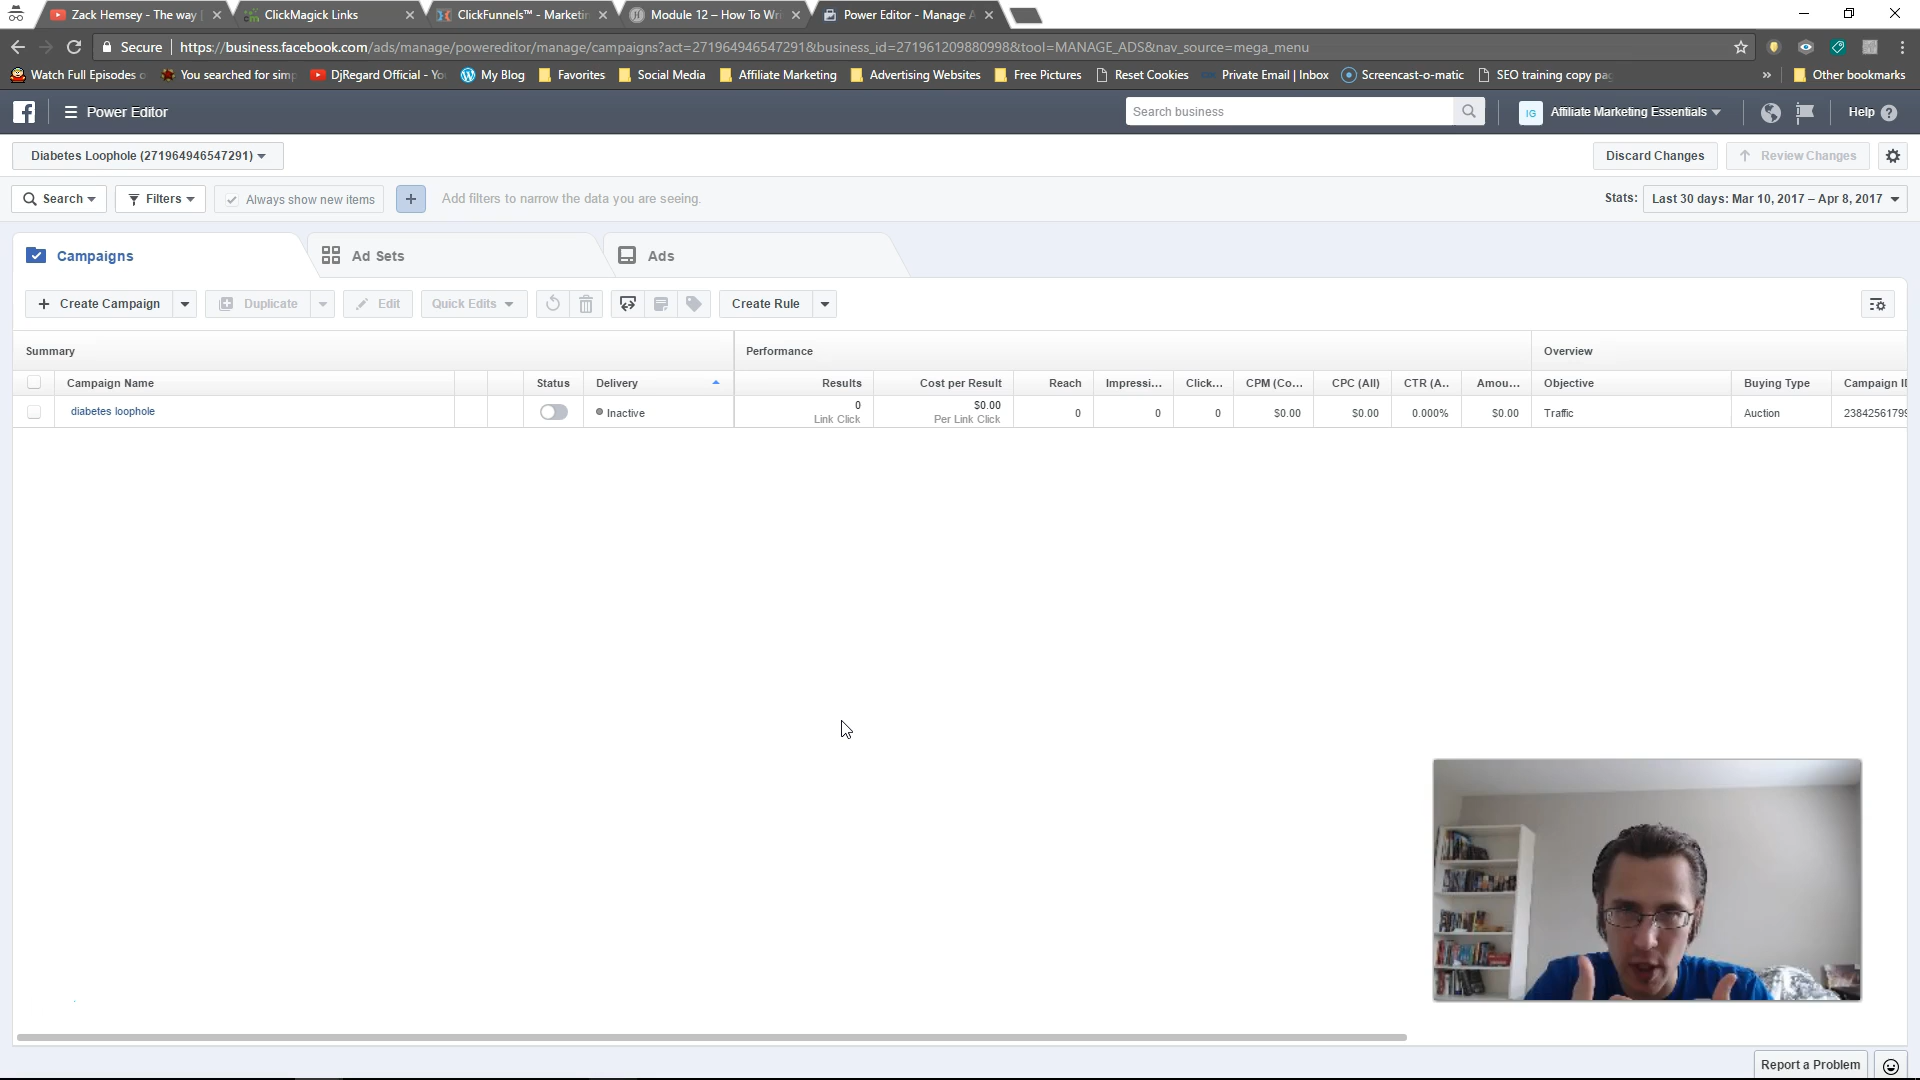 Zack Hemsey - The way
ClickMagick Links
ClickFunnels™ - Marketin
Module 12 – How To Wri
Power Editor - Manage A
Secure
https://business.facebook.com/ads/manage/powereditor/manage/campaigns?act=271964946547291&business_id=271961209880998&tool=MANAGE_ADS&nav_source=mega_menu
Watch Full Episodes o
You searched for simp
DjRegard Official - Yo
My Blog
Favorites
Social Media
Affiliate Marketing
Advertising Websites
Free Pictures
Reset Cookies
Private Email | Inbox
Screencast-o-matic
SEO training copy pag
»
Other bookmarks
Power Editor
Search business
IG
Affiliate Marketing Essentials
Help
Diabetes Loophole (271964946547291)
Discard Changes
Review Changes
Search
Filters
Always show new items
+
Add filters to narrow the data you are seeing.
Stats:
Last 30 days: Mar 10, 2017 – Apr 8, 2017
Campaigns
Ad Sets
Ads
+ Create Campaign
Duplicate
Edit
Quick Edits
Create Rule
Summary
Performance
Overview
Campaign Name
Status
Delivery
Results
Cost per Result
Reach
Impressi...
Click...
CPM (Co...
CPC (All)
CTR (A..
Amou...
Objective
Buying Type
Campaign ID
diabetes loophole
Inactive
0
Link Click
$0.00
Per Link Click
0
0
0
$0.00
$0.00
0.000%
$0.00
Traffic
Auction
23842561799
Report a Problem